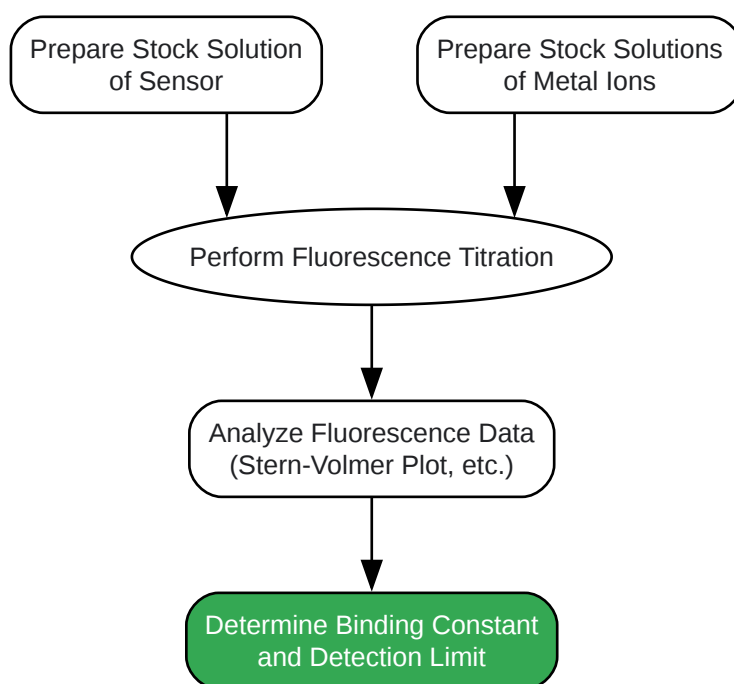 Prepare Stock Solution
of Sensor
Prepare Stock Solutions
of Metal Ions
Perform Fluorescence Titration
Analyze Fluorescence Data
(Stern-Volmer Plot, etc.)
Determine Binding Constant
and Detection Limit